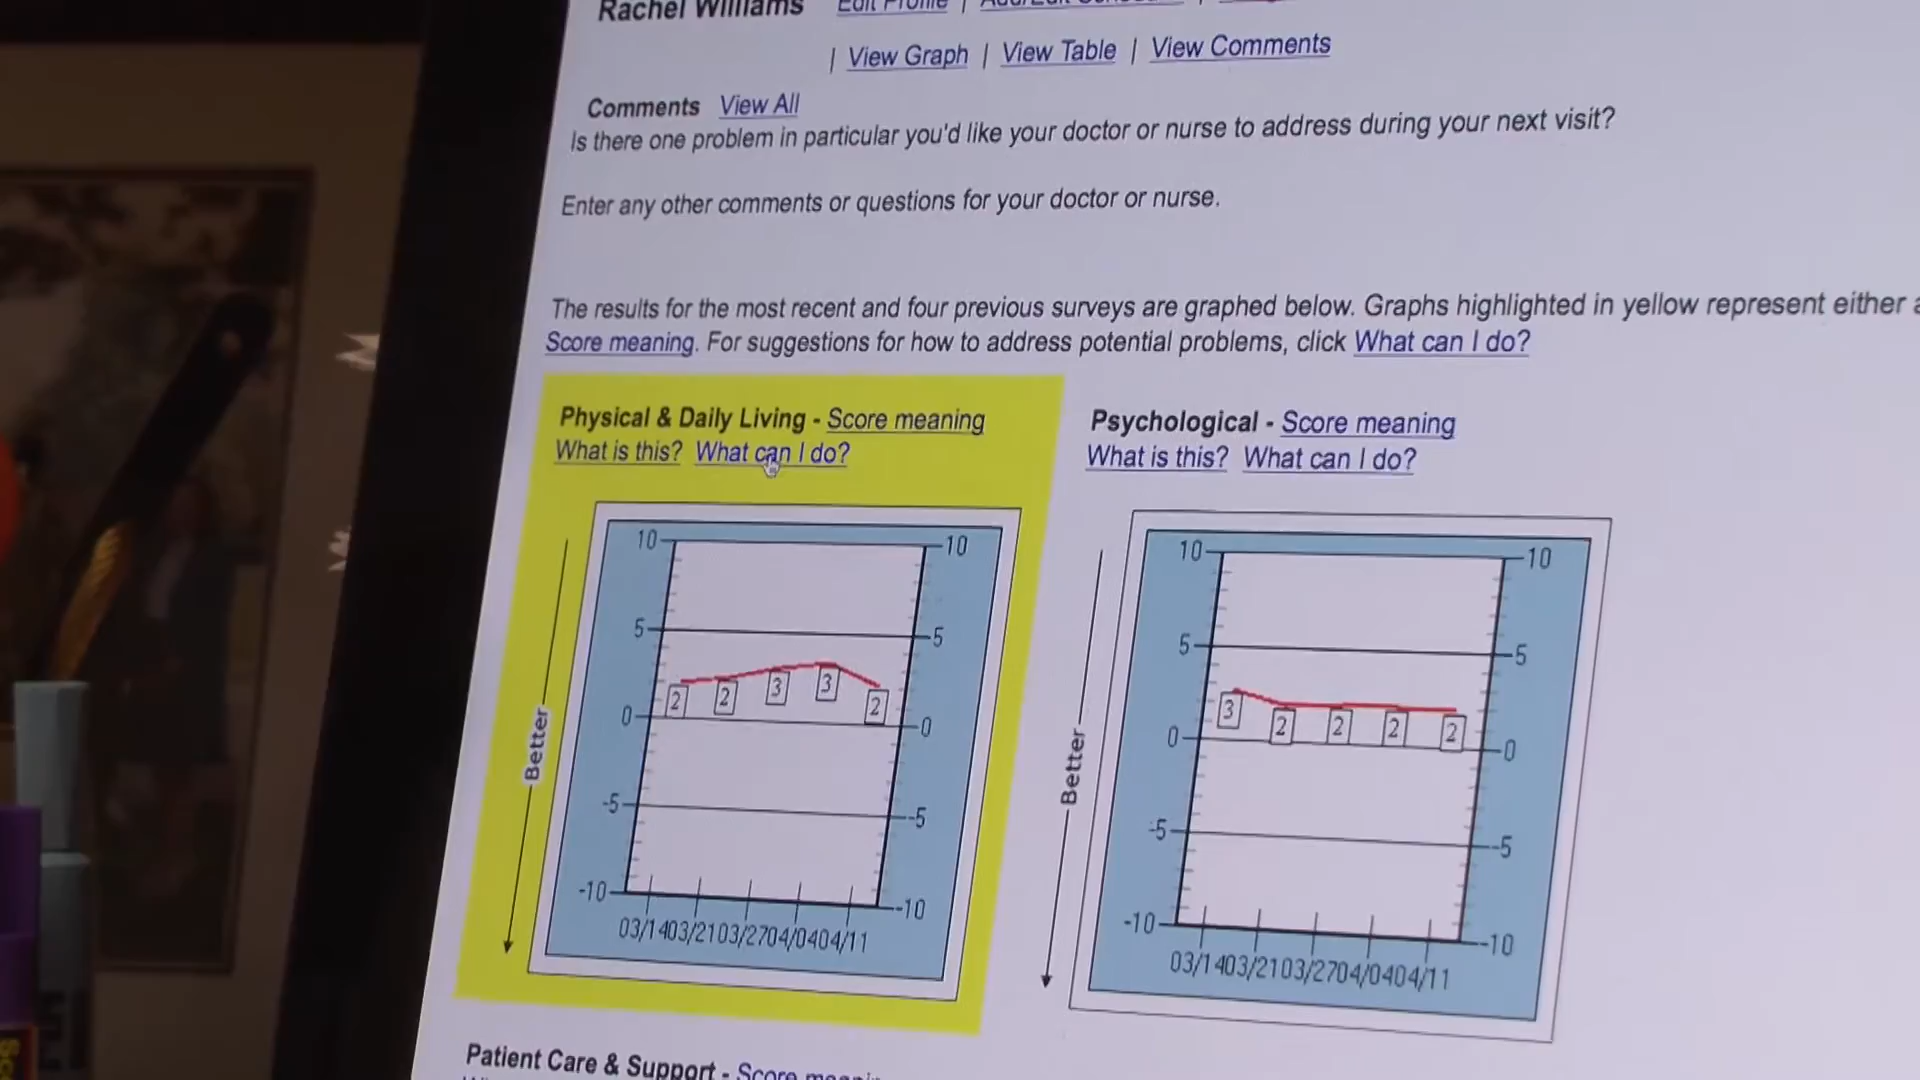 Rachel Williams Edit Profile |
| View Graph | View Table | View Comments
Comments View All
Is there one problem in particular you'd like your doctor or nurse to address during your next visit?
Enter any other comments or questions for your doctor or nurse.
The results for the most recent and four previous surveys are graphed below. Graphs highlighted in yellow represent either
Score meaning. For suggestions for how to address potential problems, click What can I do?
Physical & Daily Living - Score meaning
What is this? What can I do?
10 10
5 5
2 2 3 3 2
0 0
Better
-5 -5
-10 -10
03/14 03/21 03/27 04/04 04/11
Psychological - Score meaning
What is this? What can I do?
10 10
5 5
3 2 2 2 2
0 0
Better
-5 -5
-10 -10
03/14 03/21 03/27 04/04 04/11
Patient Care & Support - Score